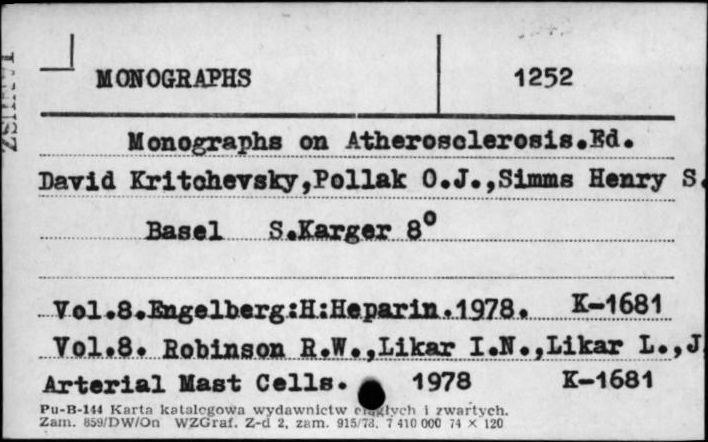 MONOGRAPHS 1252
Monographs on Atherosclerosis.Ed.
David Kritchevsky,Pollak O.J.,Simms Henry S.
Basel S.Karger 8°
Vol.8.Engelberg:H:Heparin.1978. K-1681
Vol.8. Robinson R.W.,Likar I.N.,Likar L.,J
Arterial Mast Cells. 1978 K-1681
Pu-B-144 Karta katalogowa wydawnictw ciągłych i zwartych.
Zam. 859/DW/On WZGraf. Z-d 2, zam. 915/78. 7 410 000 74 × 120